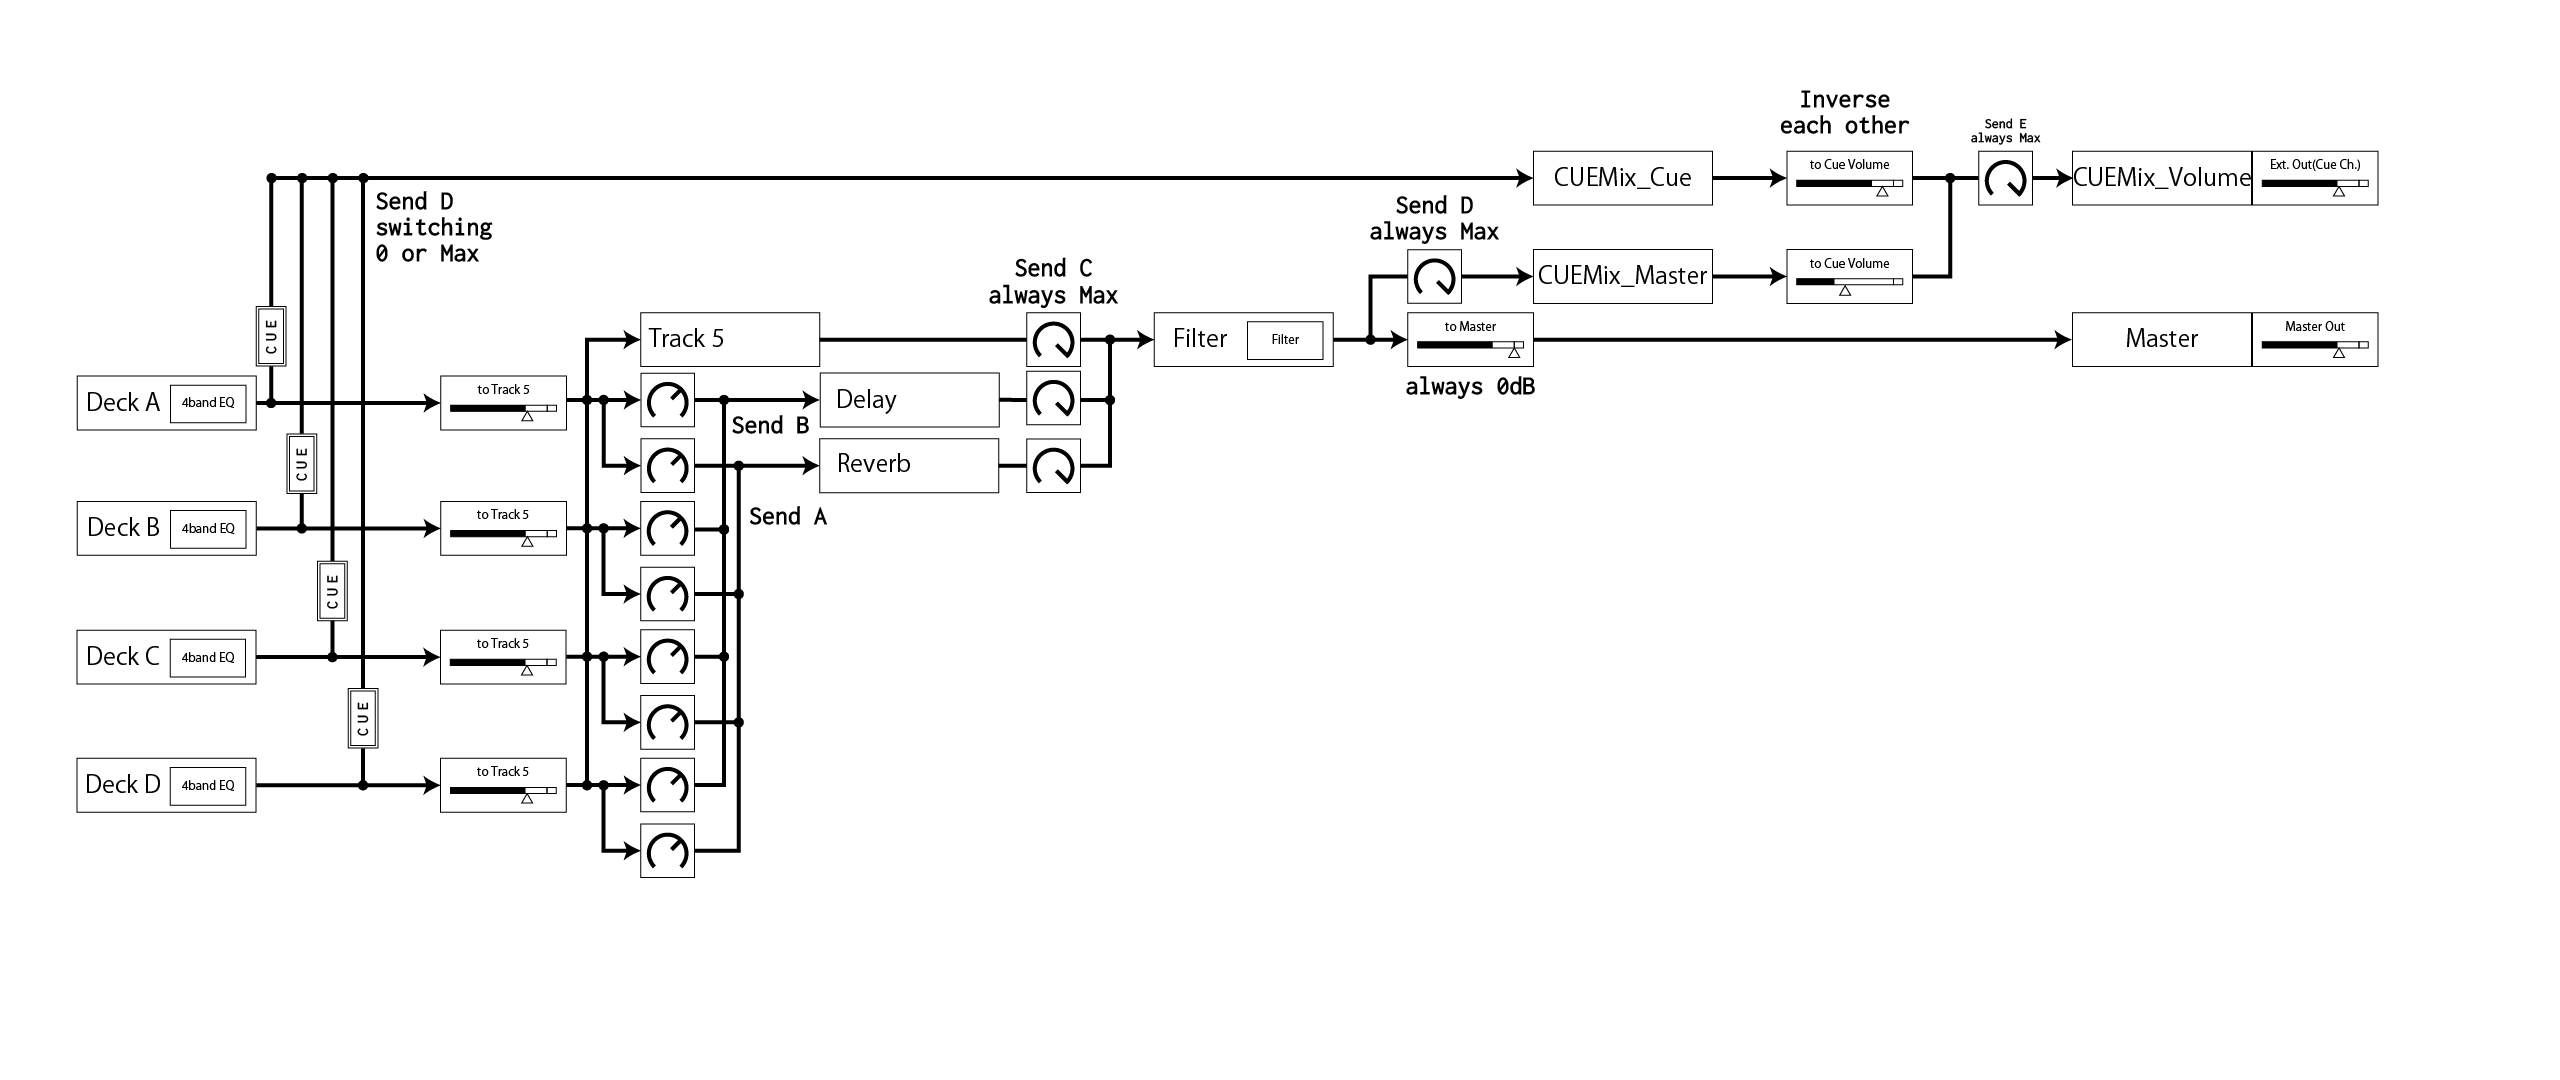 Inverse
each other
Send E
always Max
CUEMix_Cue
to Cue Volume
CUEMix_Volume
Ext. Out(Cue Ch.)
Send D
switching
0 or Max
Send D
always Max
CUEMix_Master
to Cue Volume
Send C
always Max
CUE
Track 5
Filter
Filter
to Master
always 0dB
Master
Master Out
Deck A
4band EQ
to Track 5
Send B
Delay
CUE
Reverb
Send A
Deck B
4band EQ
to Track 5
CUE
Deck C
4band EQ
to Track 5
CUE
Deck D
4band EQ
to Track 5